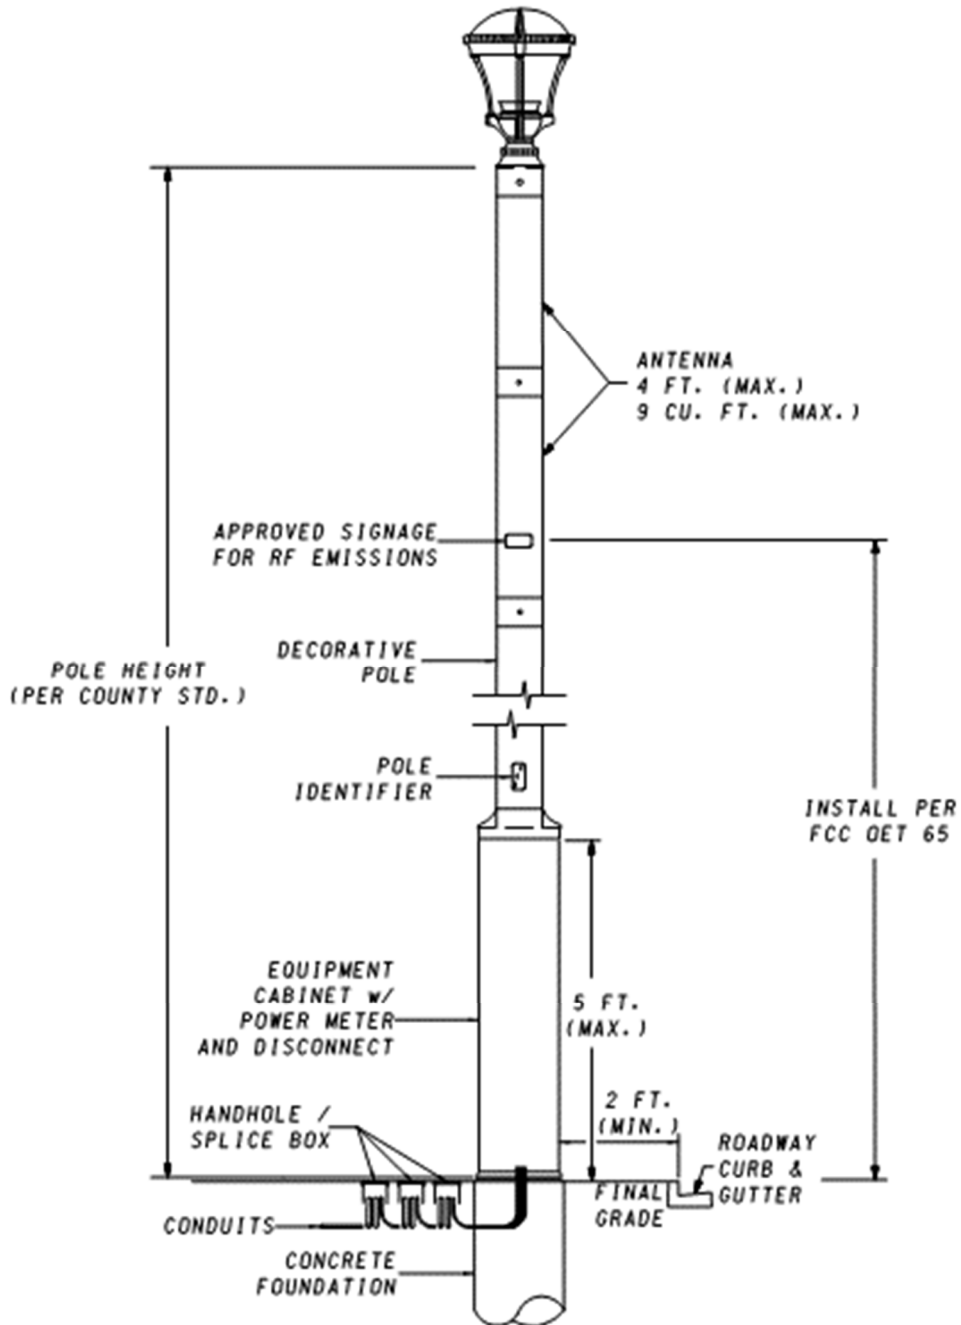 ANTENNA
4 FT. (MAX.)
9 CU. FT. (MAX.)
APPROVED SIGNAGE
FOR RF EMISSIONS
DECORATIVE
POLE
POLE HEIGHT
(PER COUNTY STD.)
POLE
IDENTIFIER
INSTALL PER
FCC OET 65
EQUIPMENT
CABINET w/
POWER METER
AND DISCONNECT
5 FT.
(MAX.)
2 FT.
(MIN.)
HANDHOLE /
SPLICE BOX
ROADWAY
CURB &
GUTTER
FINAL
GRADE
CONDUITS
CONCRETE
FOUNDATION